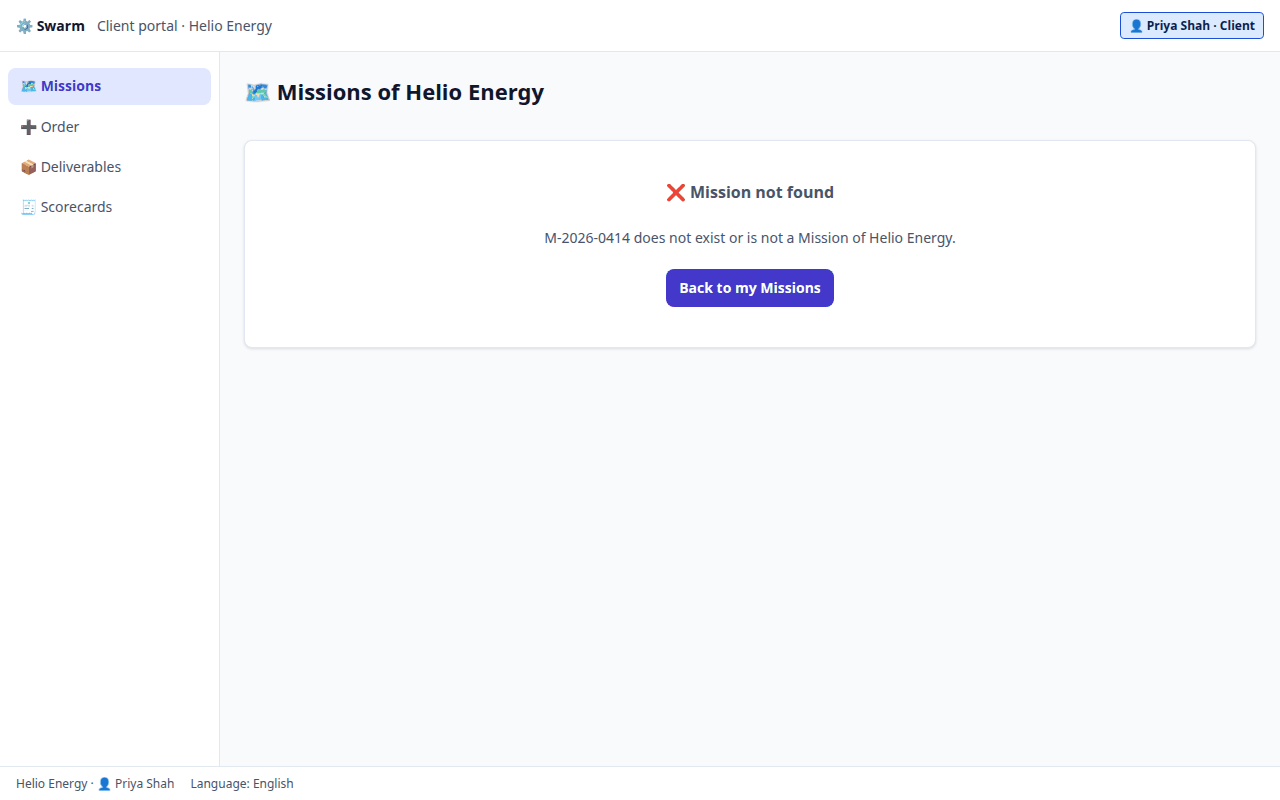 Swarm Client portal · Helio Energy
Priya Shah · Client
Missions
Order
Deliverables
Scorecards
Missions of Helio Energy
Mission not found
M-2026-0414 does not exist or is not a Mission of Helio Energy.
Back to my Missions
Helio Energy · Priya Shah Language: English